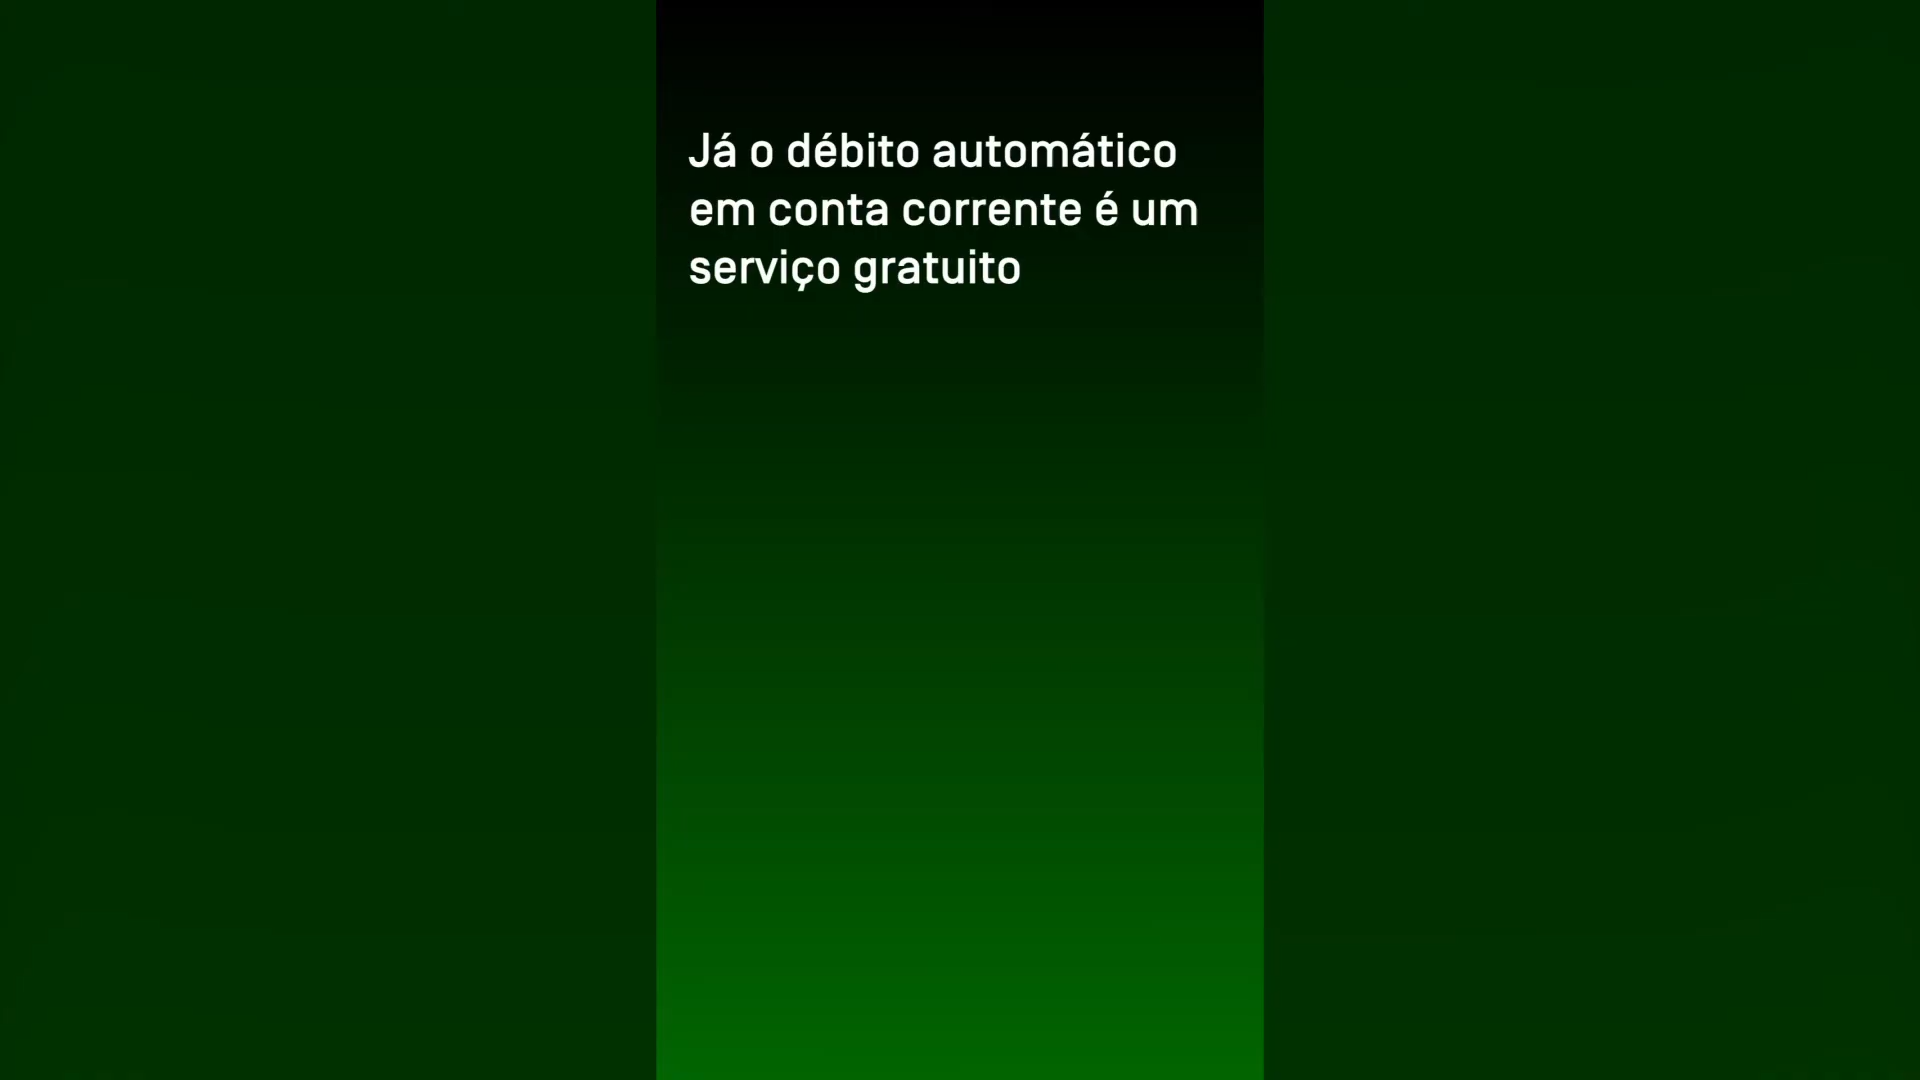 Já o débito automático
em conta corrente é um
serviço gratuito